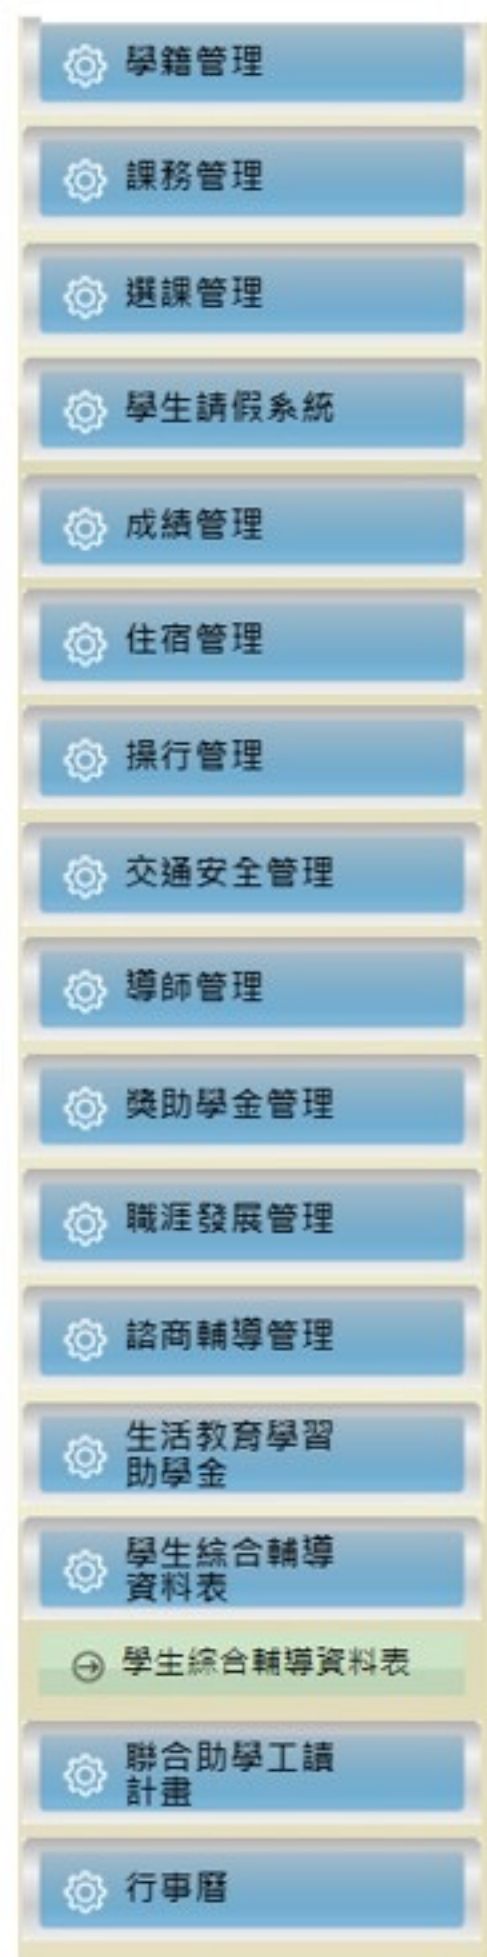 學籍管理
課務管理
選課管理
學生請假系統
成績管理
住宿管理
操行管理
交通安全管理
導師管理
獎助學金管理
職涯發展管理
諮商輔導管理
生活教育學習
助學金
學生綜合輔導
資料表
學生綜合輔導資料表
聯合助學工讀
計畫
行事曆